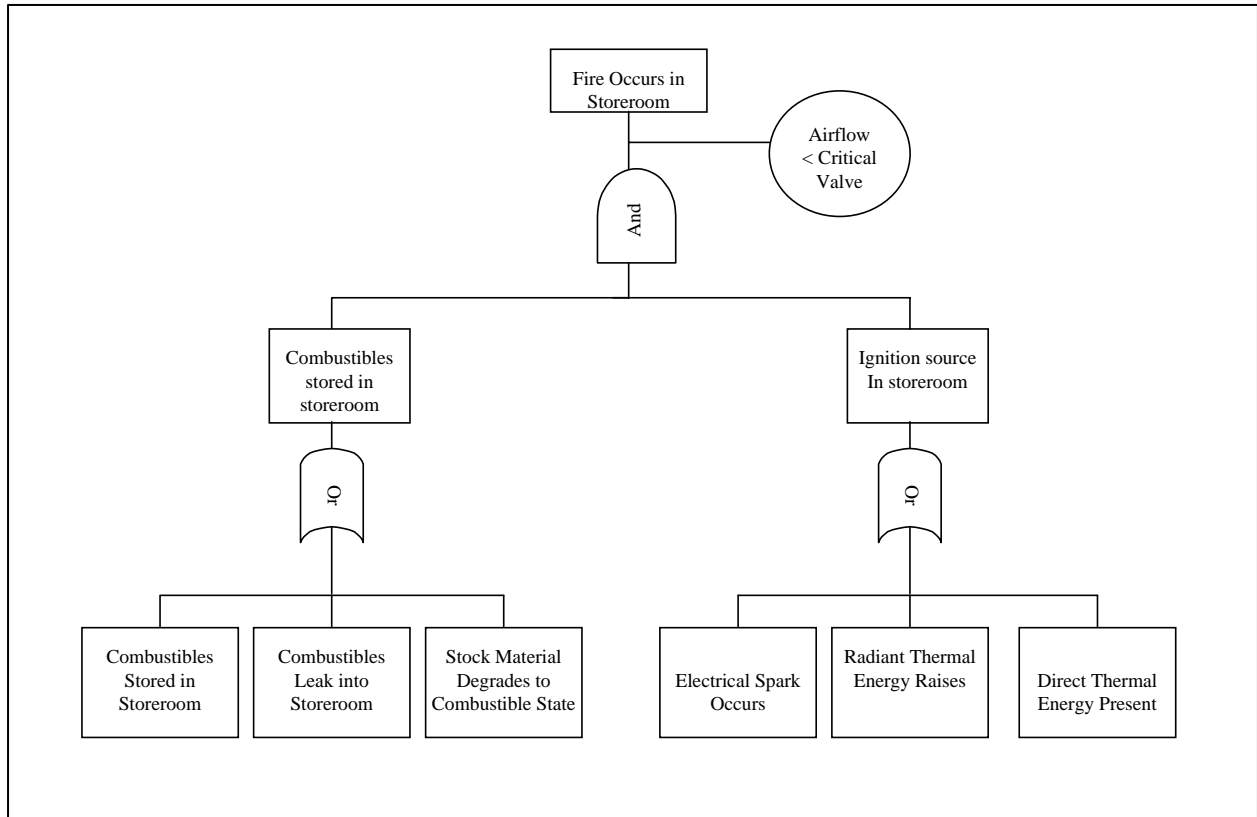 Fire Occurs in
Storeroom
Airflow
< Critical
Valve
And
Combustibles
stored in
storeroom
Ignition source
In storeroom
Or
Or
Combustibles
Stored in
Storeroom
Combustibles
Leak into
Storeroom
Stock Material
Degrades to
Combustible State
Electrical Spark
Occurs
Radiant Thermal
Energy Raises
Direct Thermal
Energy Present